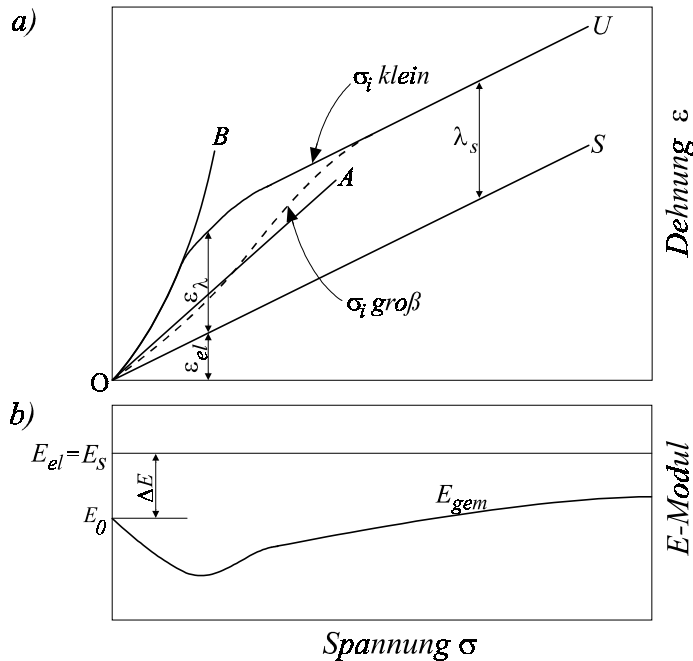 a)
U
σi klein
B
S
λs
A
Dehnung ε
ελ
σi groß
εel
O
b)
Eel = Es
ΔE
Egem
E0
E-Modul
Spannung σ